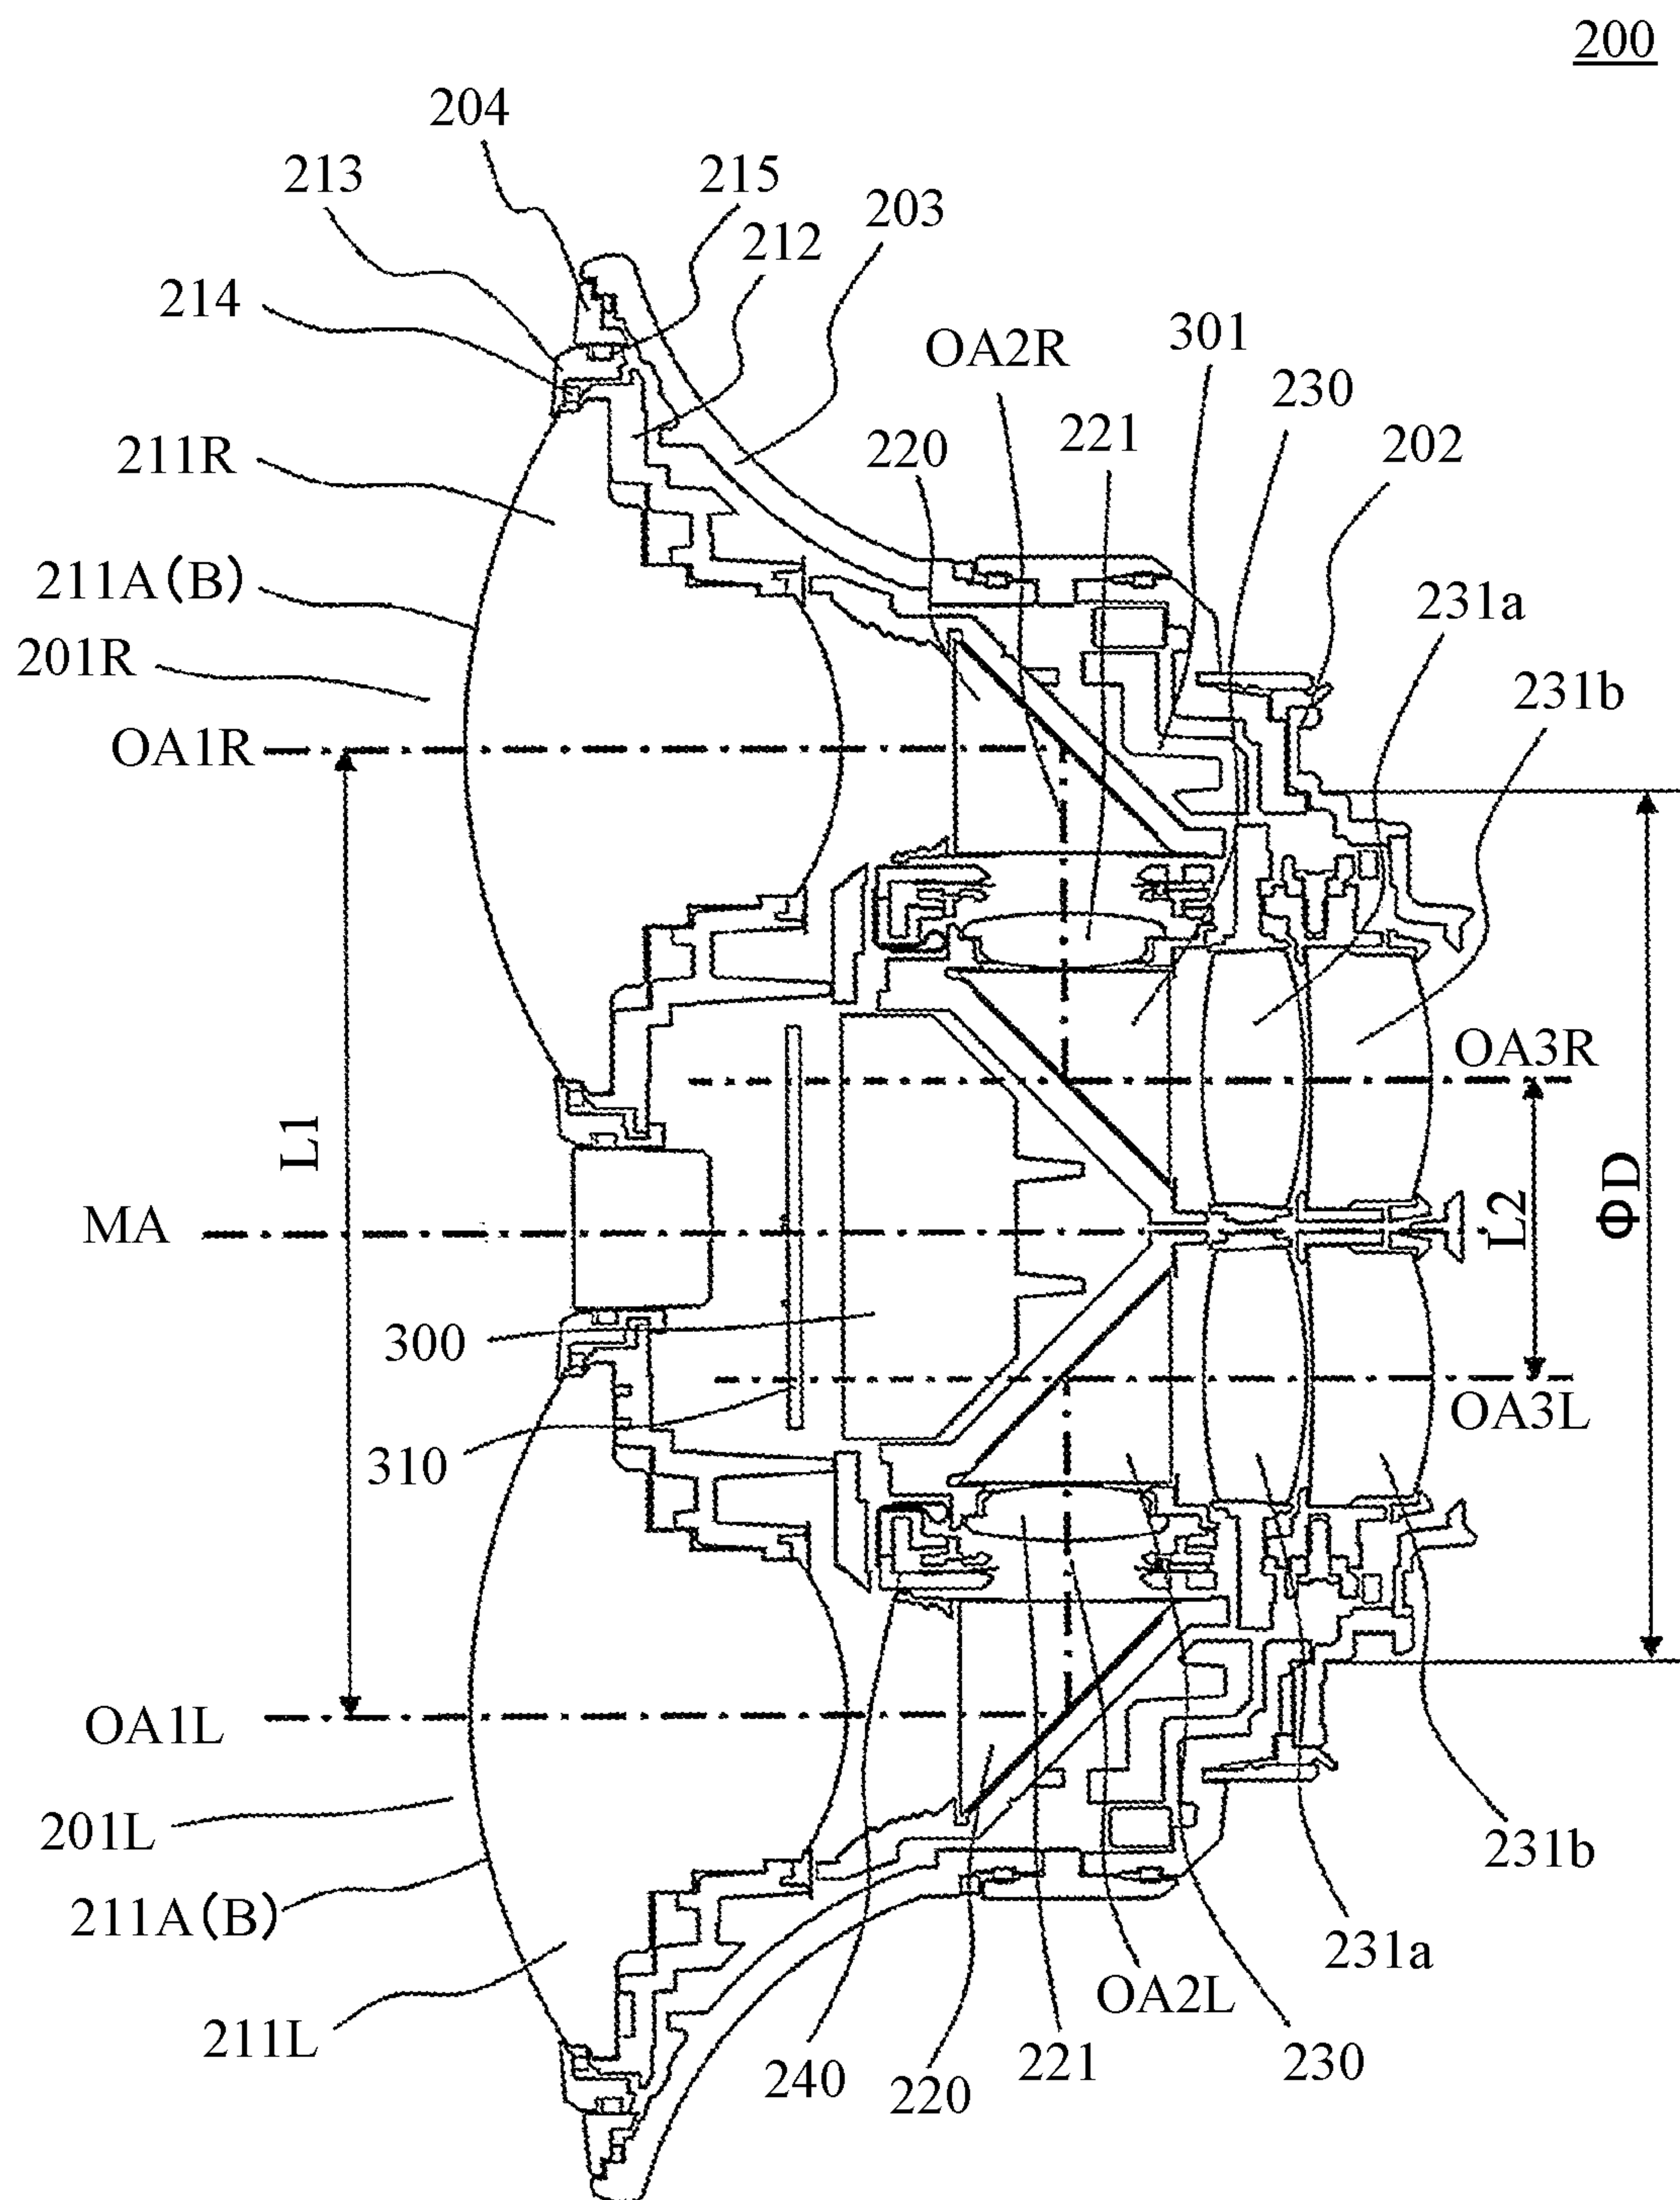 200
204
213
215
203
212
214
301
OA2R
230
211R
220
221
202
211A(B)
231a
201R
231b
OA1R
OA3R
L1
L2
ΦD
MA
300
OA3L
310
OA1L
201L
231b
211A(B)
231a
OA2L
211L
240
220
221
230